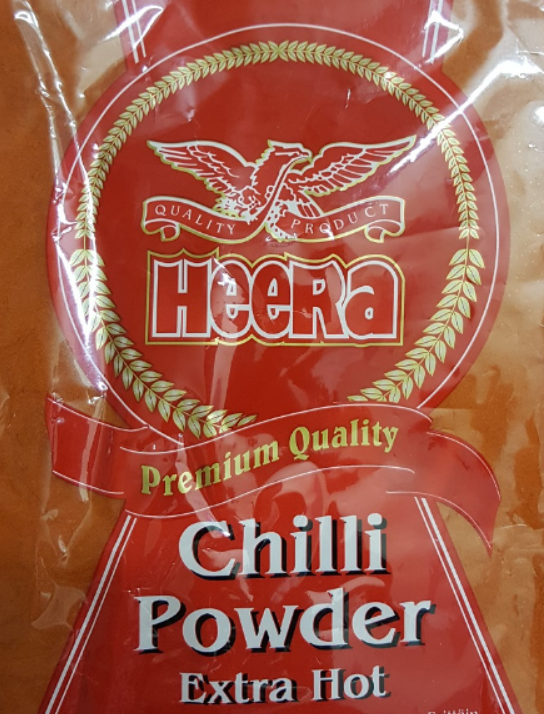 QUALITY PRODUCT
HeeRa
Premium Quality
Chilli
Powder
Extra Hot